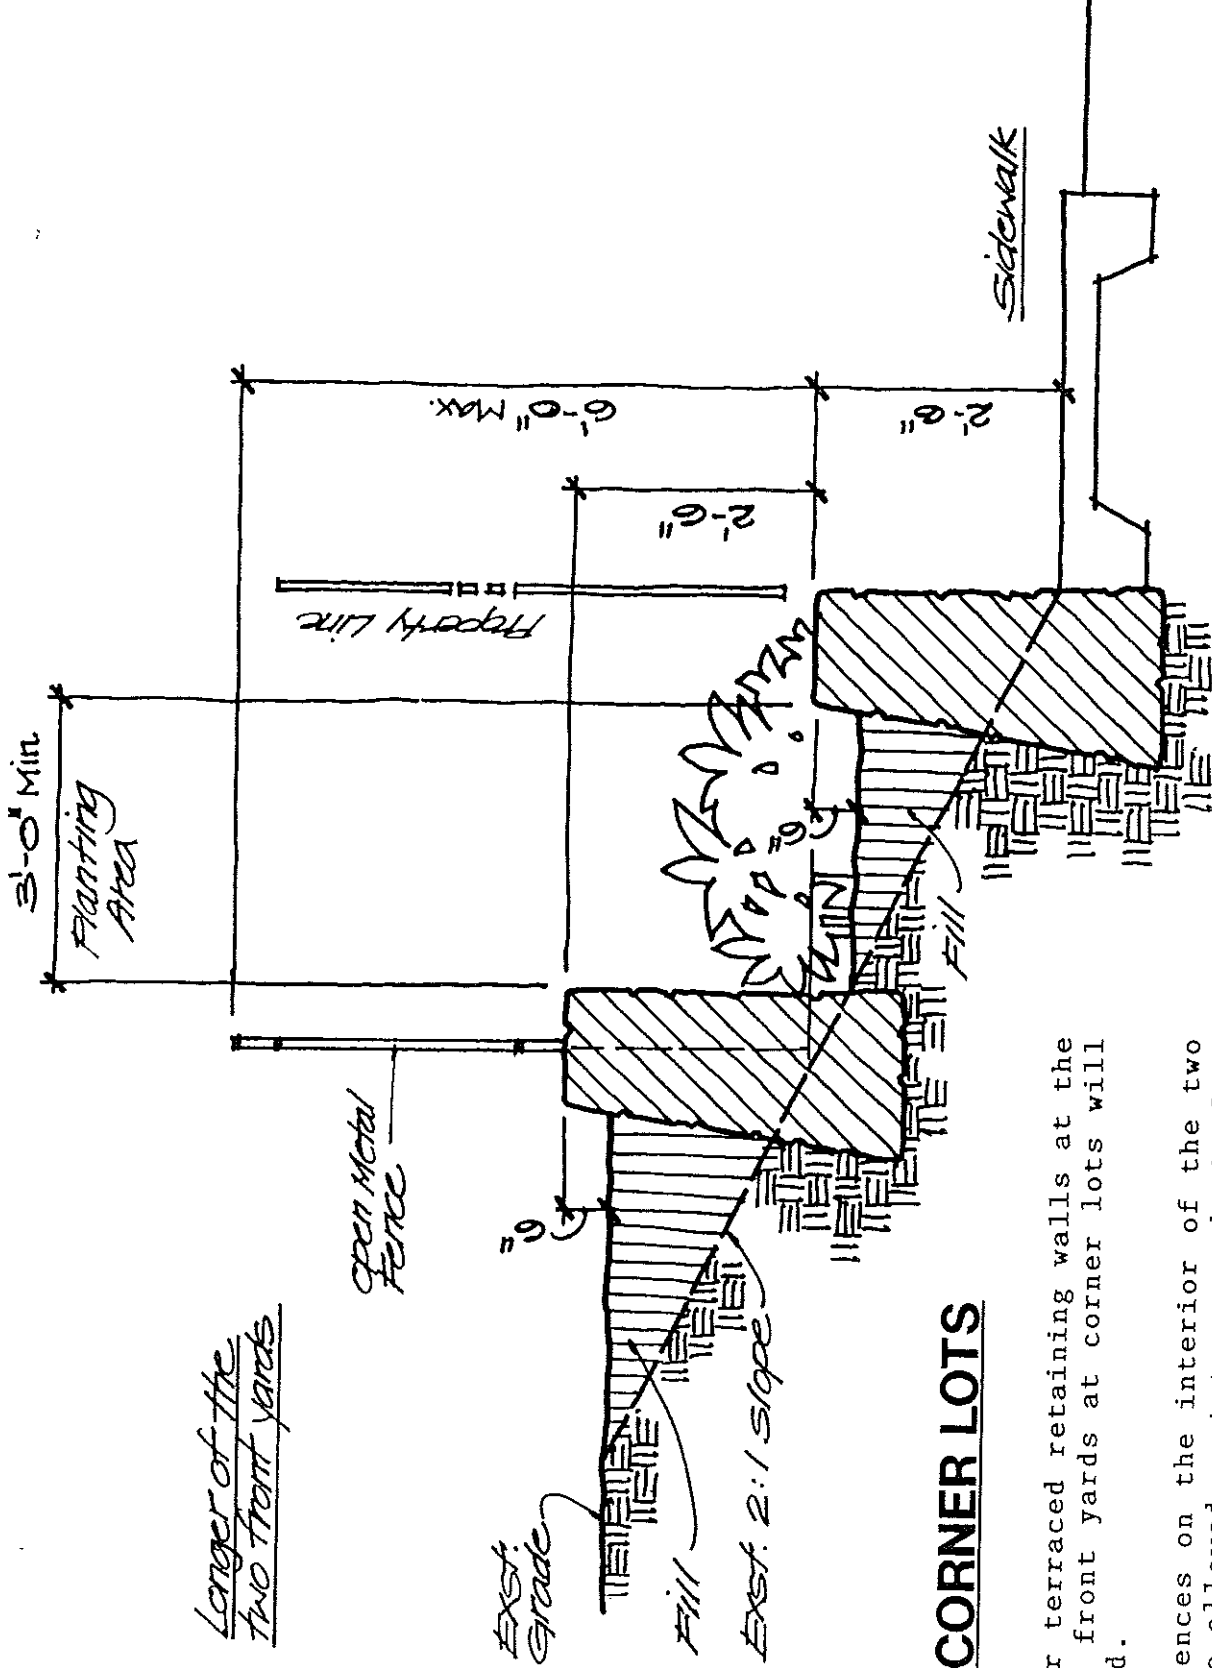 3'-0" Min.
Planting
Area
Longer of the
two front yards
Open Metal
Fence
Property Line
6'-0" Max.
2'-6"
2'-6"
Sidewalk
6"
6"
Exst.
Grade
Fill
Fill
Exst. 2:1 Slope
CORNER LOTS
r terraced retaining walls at the
front yards at corner lots will
d.
ences on the interior of the two